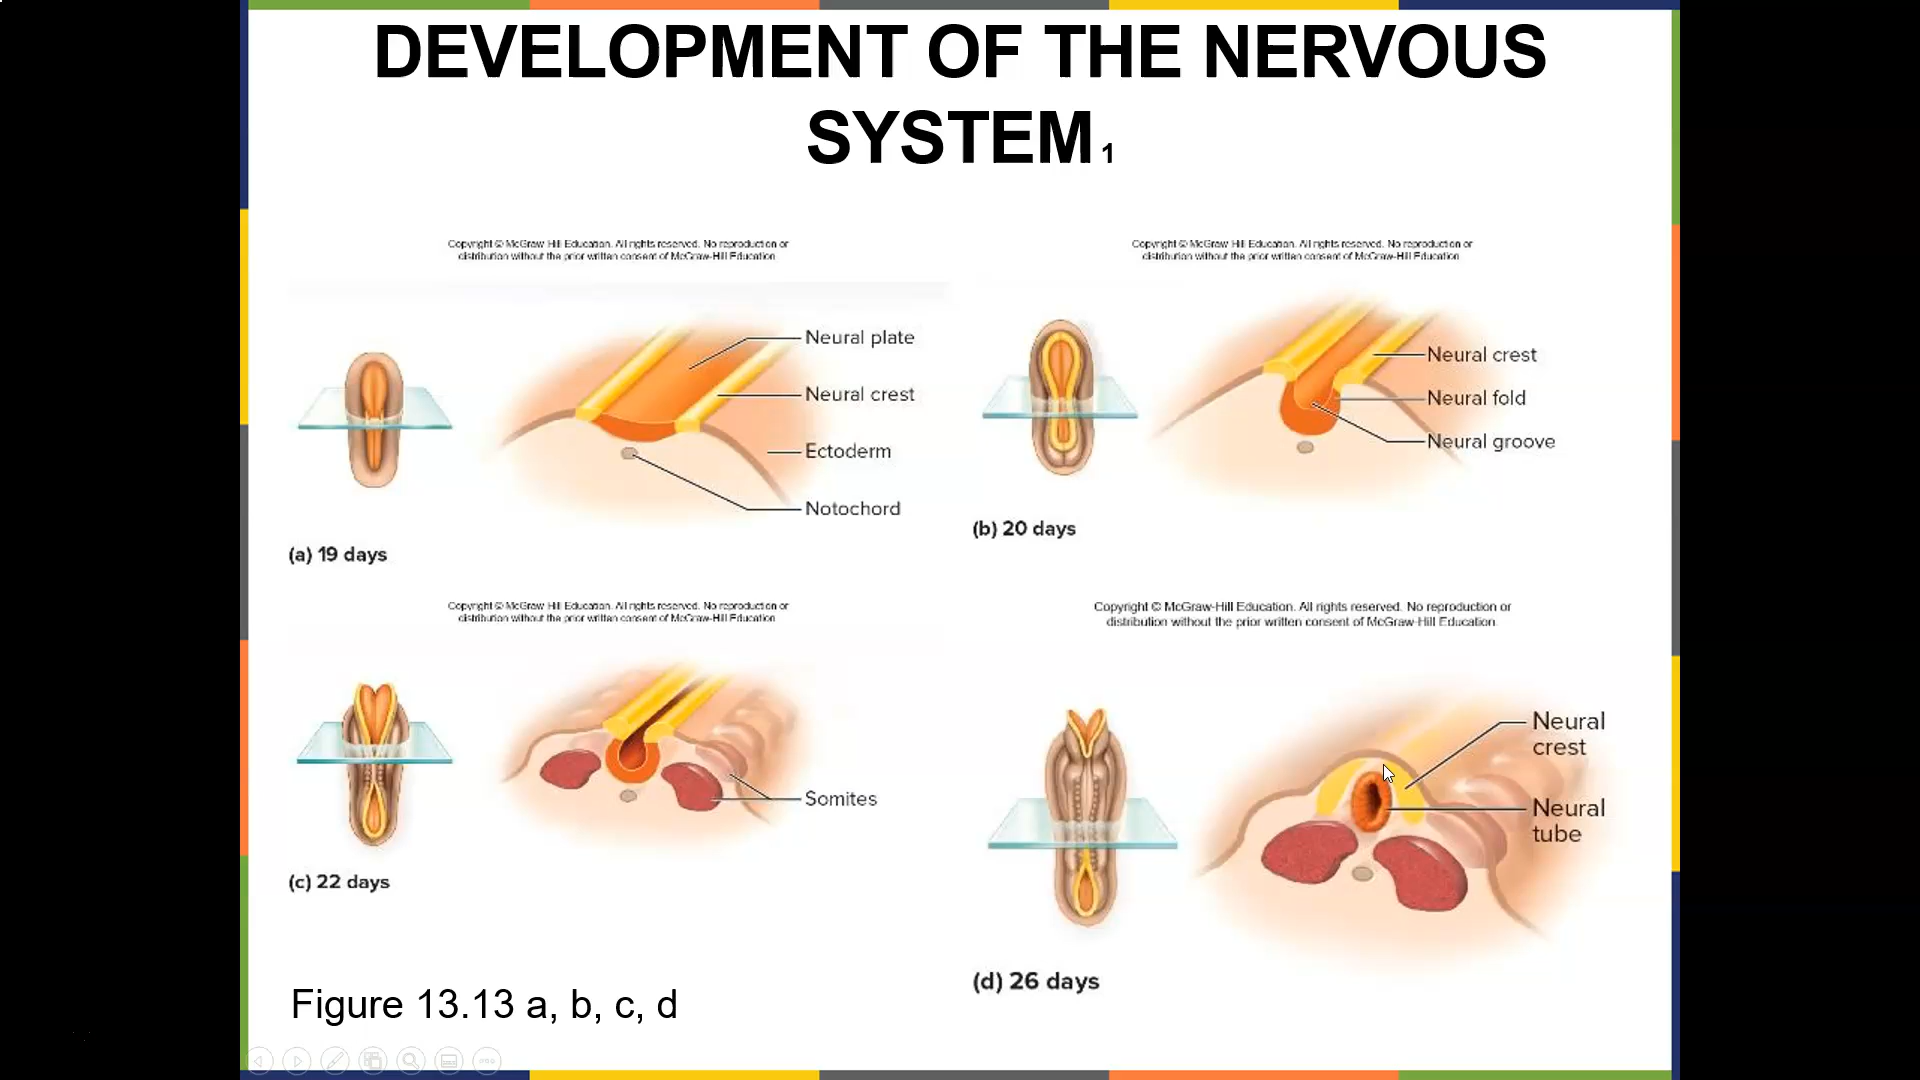 DEVELOPMENT OF THE NERVOUS
SYSTEM 1
Copyright © McGraw Hill Education. All rights reserved. No reproduction or
distribution without the prior written consent of McGraw-Hill Education
Neural plate
Neural crest
Ectoderm
Notochord
(a) 19 days
Copyright © McGraw Hill Education. All rights reserved. No reproduction or
distribution without the prior written consent of McGraw-Hill Education
Neural crest
Neural fold
Neural groove
(b) 20 days
Copyright © McGraw Hill Education. All rights reserved. No reproduction or
distribution without the prior written consent of McGraw-Hill Education
Somites
(c) 22 days
Copyright © McGraw-Hill Education. All rights reserved. No reproduction or
distribution without the prior written consent of McGraw-Hill Education.
Neural
crest
Neural
tube
(d) 26 days
Figure 13.13 a, b, c, d